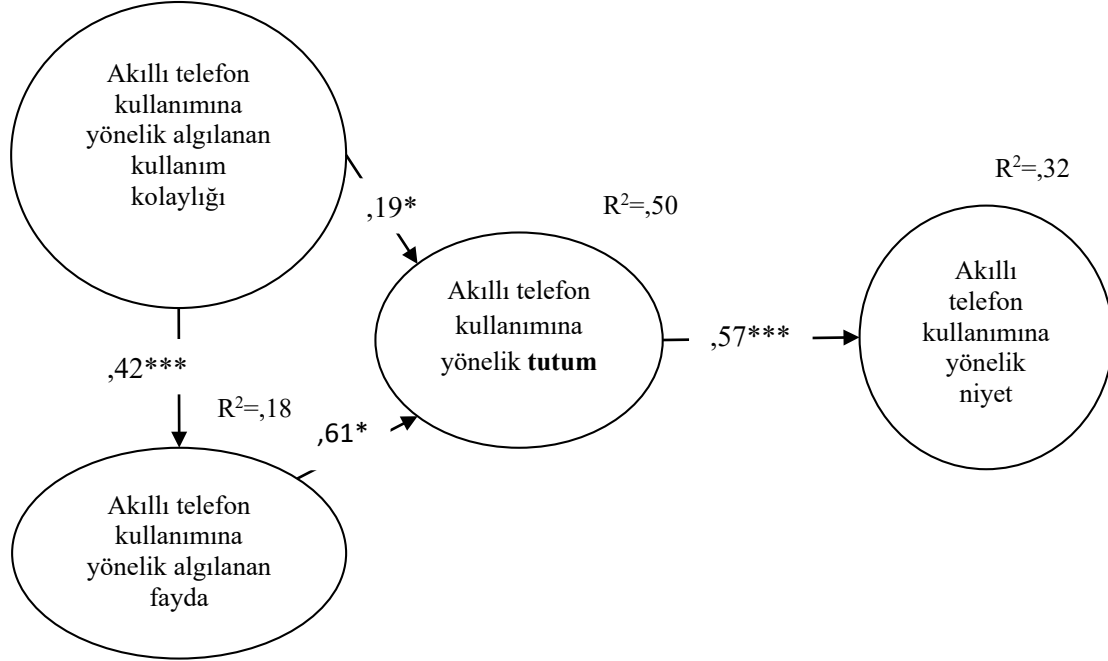 Akıllı telefon
kullanımına
yönelik algılanan
kullanım
kolaylığı
,19*
R²=,50
R²=,32
Akıllı telefon
kullanımına
yönelik tutum
,57***
Akıllı
telefon
kullanımına
yönelik
niyet
,42***
R²=,18
,61*
Akıllı telefon
kullanımına
yönelik algılanan
fayda